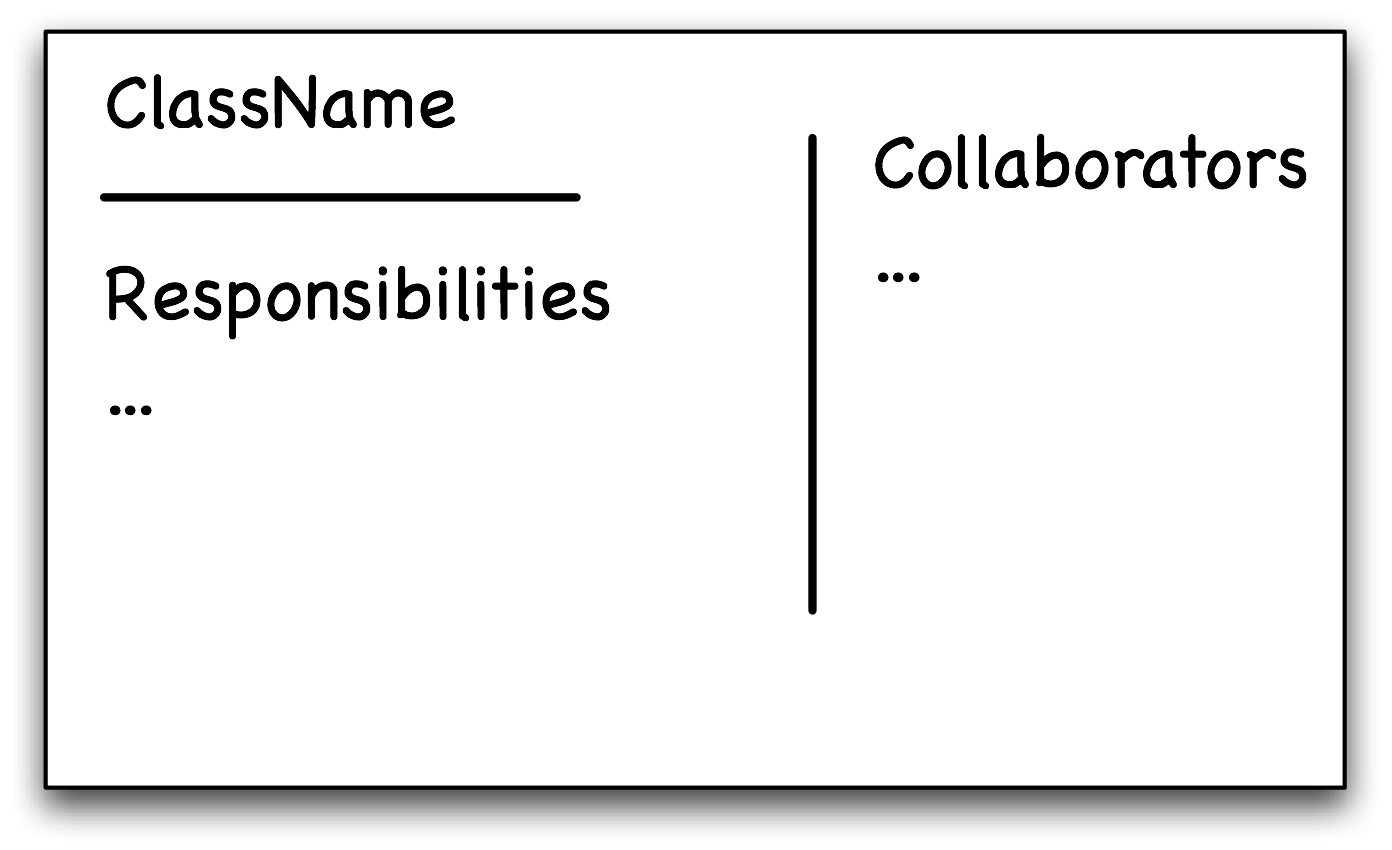 ClassName
Responsibilities
...
Collaborators
...